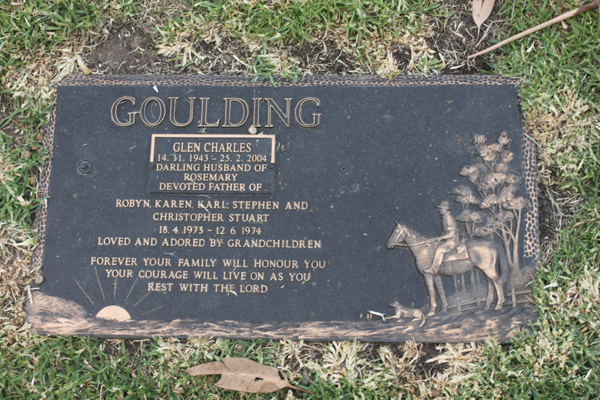 GOULDING
GLEN CHARLES
14. 11. 1943 - 25. 2. 2004
DARLING HUSBAND OF
ROSEMARY
DEVOTED FATHER OF
ROBYN, KAREN, KARL, STEPHEN AND
CHRISTOPHER STUART
18. 4. 1973 - 12. 6. 1974
LOVED AND ADORED BY GRANDCHILDREN
FOREVER YOUR FAMILY WILL HONOUR YOU
YOUR COURAGE WILL LIVE ON AS YOU
REST WITH THE LORD